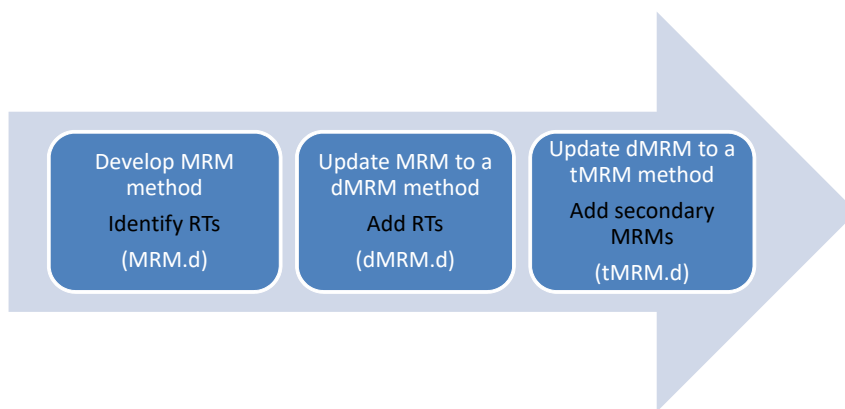 Develop MRM
method
Identify RTs
(MRM.d)
Update MRM to a
dMRM method
Add RTs
(dMRM.d)
Update dMRM to a
tMRM method
Add secondary
MRMs
(tMRM.d)